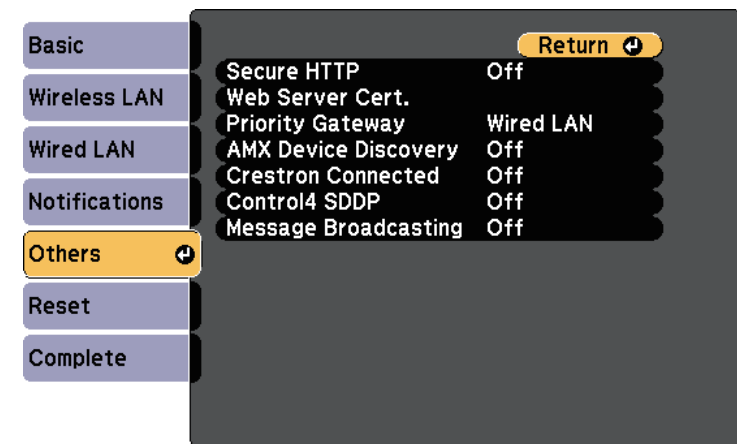 Basic
Wireless LAN
Wired LAN
Notifications
Others
Reset
Complete
Return
Secure HTTP Off
Web Server Cert.
Priority Gateway Wired LAN
AMX Device Discovery Off
Crestron Connected Off
Control4 SDDP Off
Message Broadcasting Off